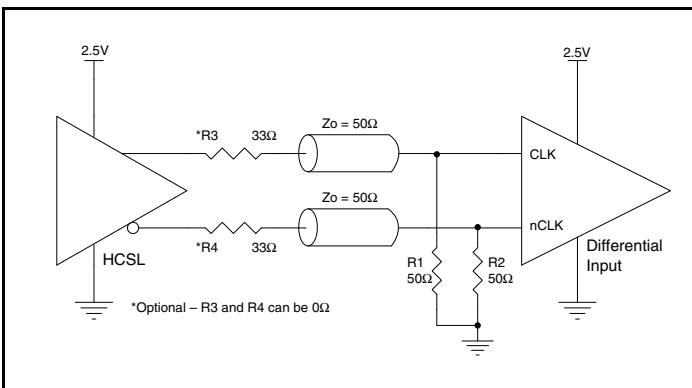 2.5V
2.5V
*R3 33Ω
Zo = 50Ω
CLK
Zo = 50Ω
nCLK
*R4 33Ω
HCSL
R1
50Ω
R2
50Ω
Differential
Input
*Optional – R3 and R4 can be 0Ω